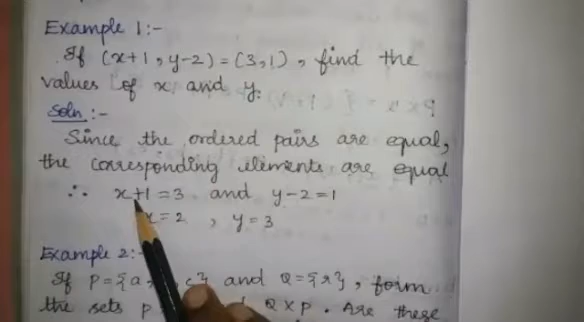 Example 1:-
If (x+1, y-2) = (3,1), find the
values of x and y.
Soln:-
Since the ordered pairs are equal,
the corresponding elements are equal
∴ x+1=3 and y-2=1
x=2 , y=3
Example 2:-
If P={a, c} and Q={r}, form
the sets P Q×P. Are these